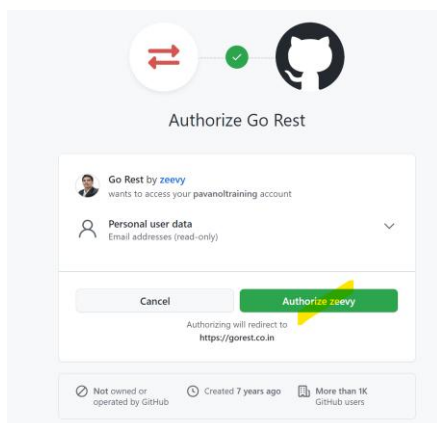 Authorize Go Rest
Go Rest by zeevy
wants to access your pavanoltraining account
Personal user data
Email addresses (read-only)
Cancel
Authorize zeevy
Authorizing will redirect to
https://gorest.co.in
Not owned or
operated by GitHub
Created 7 years ago
More than 1K
GitHub users